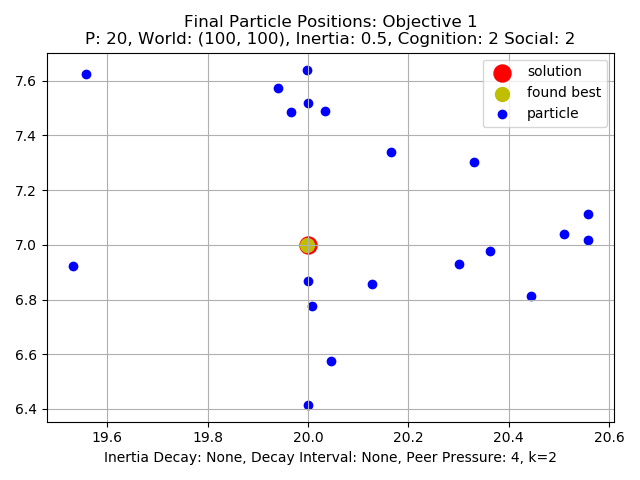 Final Particle Positions: Objective 1
P: 20, World: (100, 100), Inertia: 0.5, Cognition: 2 Social: 2
solution
found best
particle
7.6
7.4
7.2
7.0
6.8
6.6
6.4
19.6 19.8 20.0 20.2 20.4 20.6
Inertia Decay: None, Decay Interval: None, Peer Pressure: 4, k=2